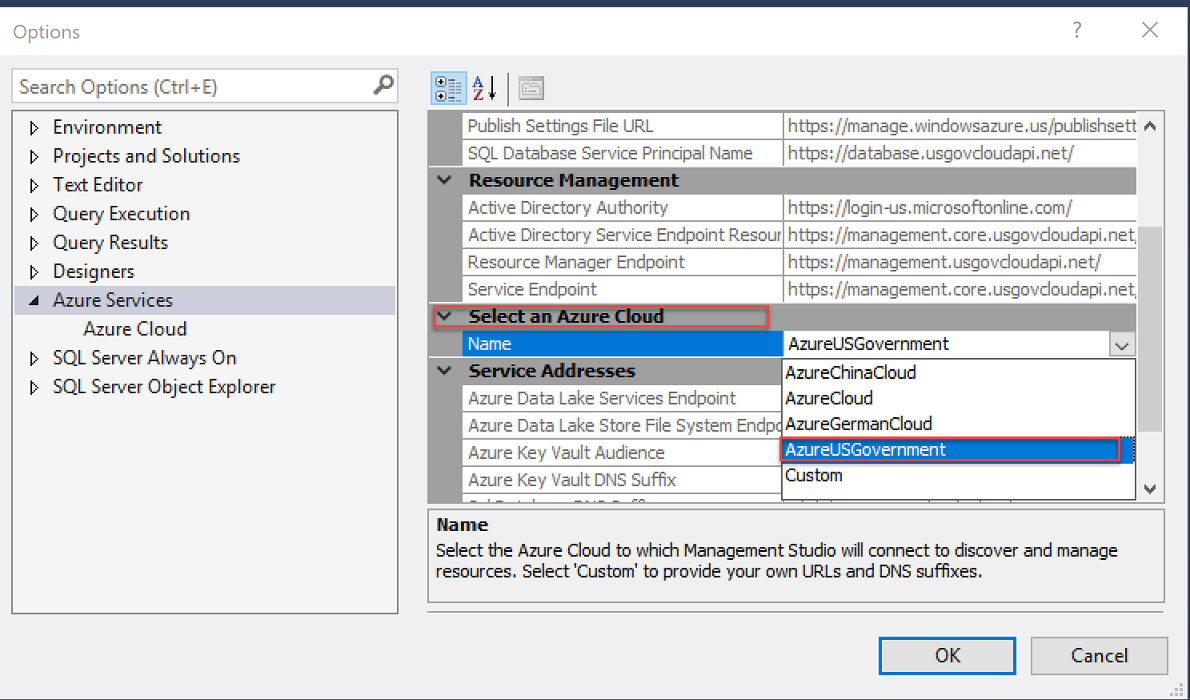 Options
?
Search Options (Ctrl+E)
Environment
Projects and Solutions
Text Editor
Query Execution
Query Results
Designers
Azure Services
Azure Cloud
SQL Server Always On
SQL Server Object Explorer
A
Z
Publish Settings File URL https://manage.windowsazure.us/publishsett
SQL Database Service Principal Name https://database.usgovcloudapi.net/
Resource Management
Active Directory Authority https://login-us.microsoftonline.com/
Active Directory Service Endpoint Resour https://management.core.usgovcloudapi.net,
Resource Manager Endpoint https://management.usgovcloudapi.net/
Service Endpoint https://management.core.usgovcloudapi.net,
Select an Azure Cloud
Name AzureUSGovernment
Service Addresses
Azure Data Lake Services Endpoint
Azure Data Lake Store File System Endpo
Azure Key Vault Audience
Azure Key Vault DNS Suffix
AzureChinaCloud
AzureCloud
AzureGermanCloud
AzureUSGovernment
Custom
Name
Select the Azure Cloud to which Management Studio will connect to discover and manage
resources. Select 'Custom' to provide your own URLs and DNS suffixes.
OK
Cancel